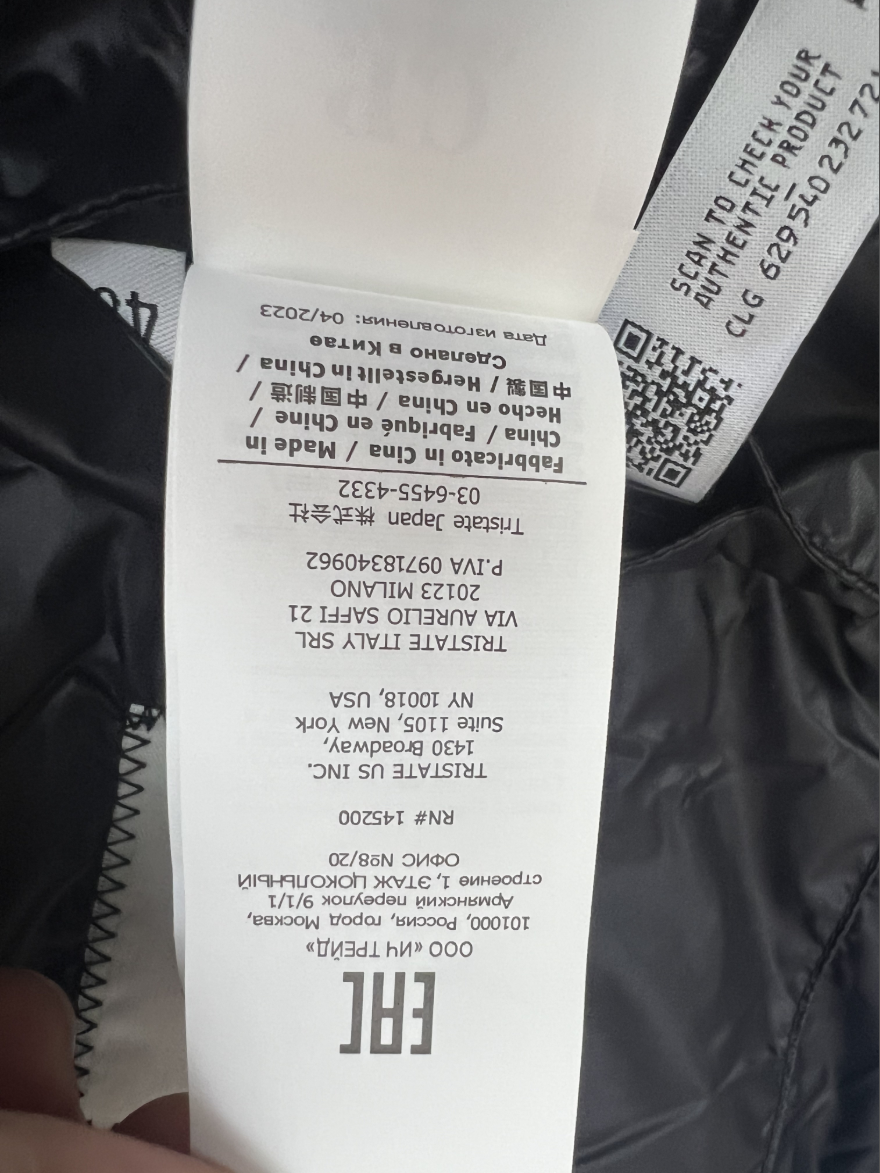 EAC
ООО «ИЧ ТРЕЙД»
101000, Россия, город Москва,
Армянский переулок 9/1/1
строение 1, ЭТАЖ ЦОКОЛЬНЫЙ
ОФИС №8/20
RN# 145200
TRISTATE US INC.
1430 Broadway,
Suite 1105, New York
NY 10018, USA
TRISTATE ITALY SRL
VIA AURELIO SAFFI 21
20123 MILANO
P.IVA 09718340962
Tristate Japan 株式会社
03-6455-4332
Fabbricato in Cina / Made in
China / Fabriqué en Chine /
Hecho en China / 中国制造 /
中国製 / Hergestellt in China /
Сделано в Китае
Дата изготовления: 04/2023
SCAN TO CHECK YOUR
AUTHENTIC PRODUCT
CLG 629540232